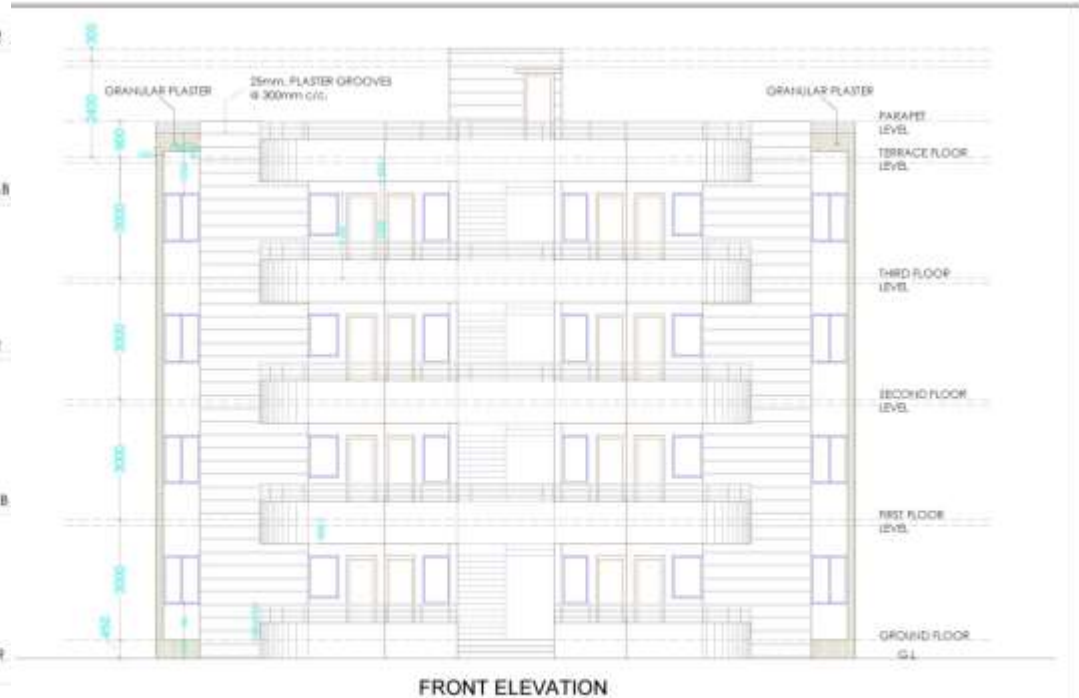 300
GRANULAR PLASTER
25mm. PLASTER GROOVES
@ 300mm c/c.
GRANULAR PLASTER
2400
PARAPET
LEVEL
900
TERRACE FLOOR
LEVEL
B
3000
THIRD FLOOR
LEVEL
3000
SECOND FLOOR
LEVEL
3000
B
FIRST FLOOR
LEVEL
3000
450
GROUND FLOOR
G.L
FRONT ELEVATION